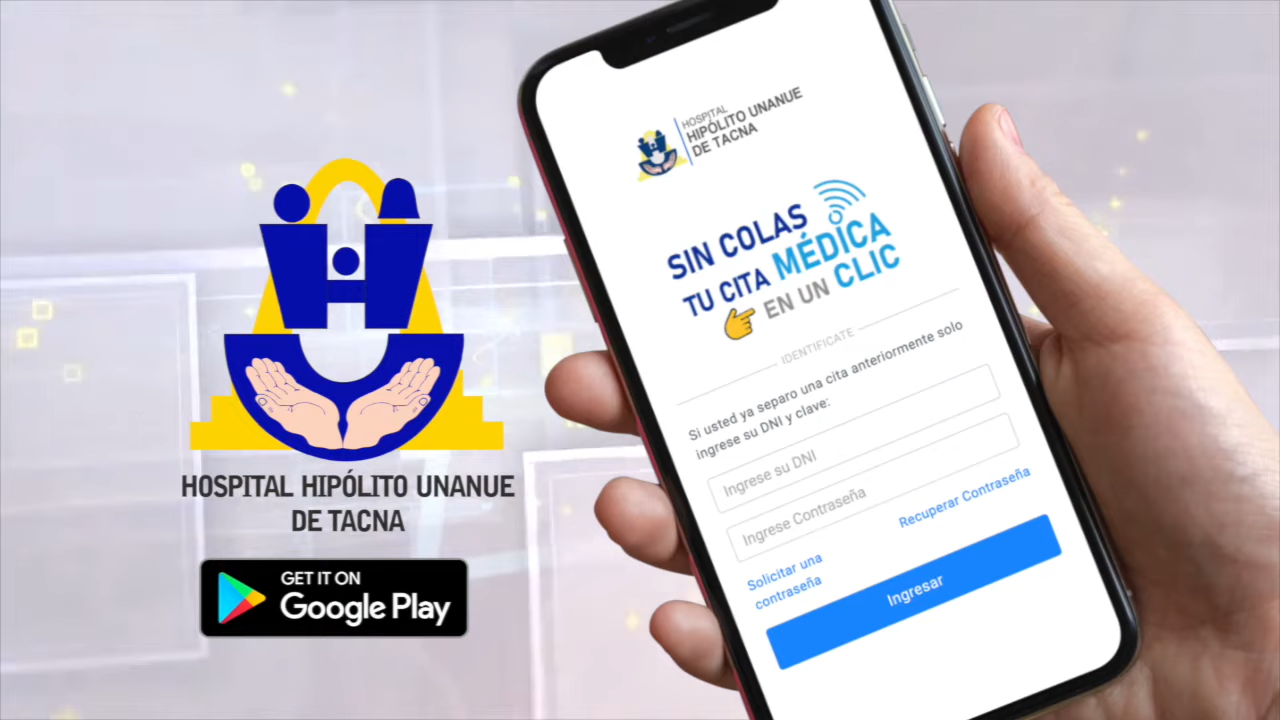 HOSPITAL HIPÓLITO UNANUE
DE TACNA
GET IT ON
Google Play
HOSPITAL
HIPÓLITO UNANUE
DE TACNA
SIN COLAS
TU CITA MÉDICA
EN UN CLIC
IDENTIFICATE
Si usted ya separo una cita anteriormente solo
ingrese su DNI y clave:
Ingrese su DNI
Ingrese Contraseña
Recuperar Contraseña
Solicitar una
contraseña
Ingresar